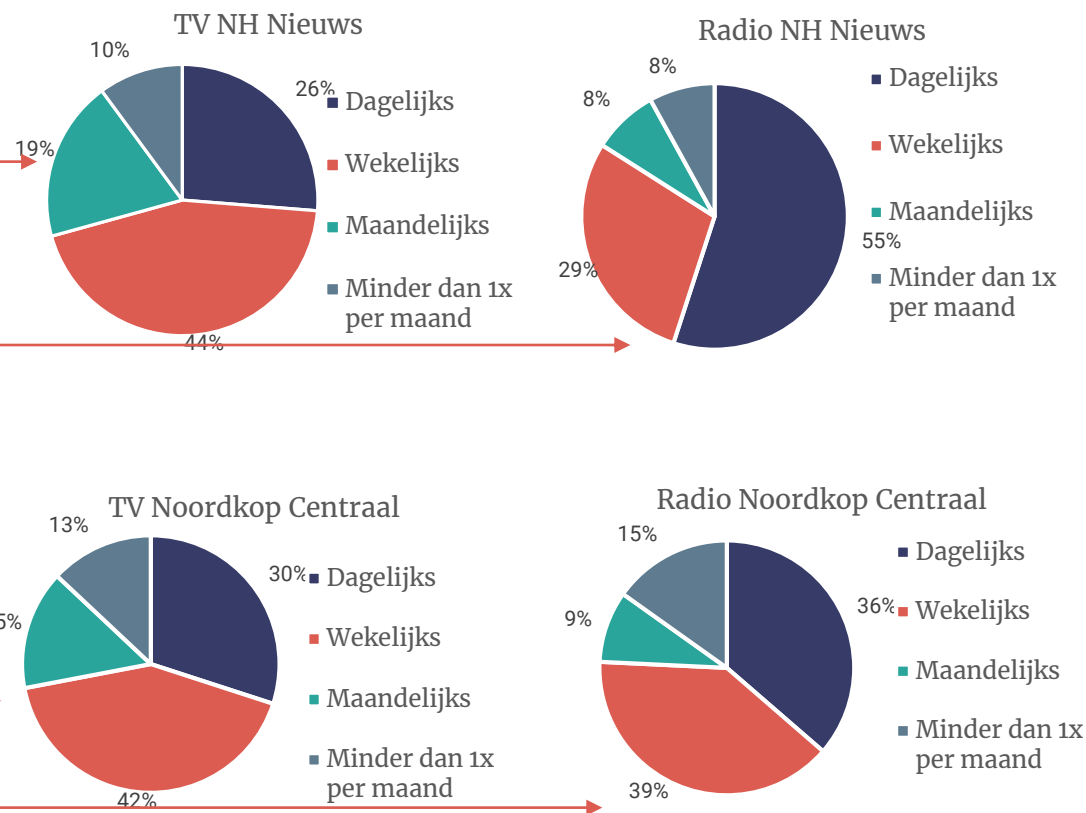 TV NH Nieuws
10%
26%
19%
44%
Dagelijks
Wekelijks
Maandelijks
Minder dan 1x
per maand
Radio NH Nieuws
8%
8%
29%
55%
Dagelijks
Wekelijks
Maandelijks
Minder dan 1x
per maand
TV Noordkop Centraal
13%
30%
5%
42%
Dagelijks
Wekelijks
Maandelijks
Minder dan 1x
per maand
Radio Noordkop Centraal
15%
36%
9%
39%
Dagelijks
Wekelijks
Maandelijks
Minder dan 1x
per maand